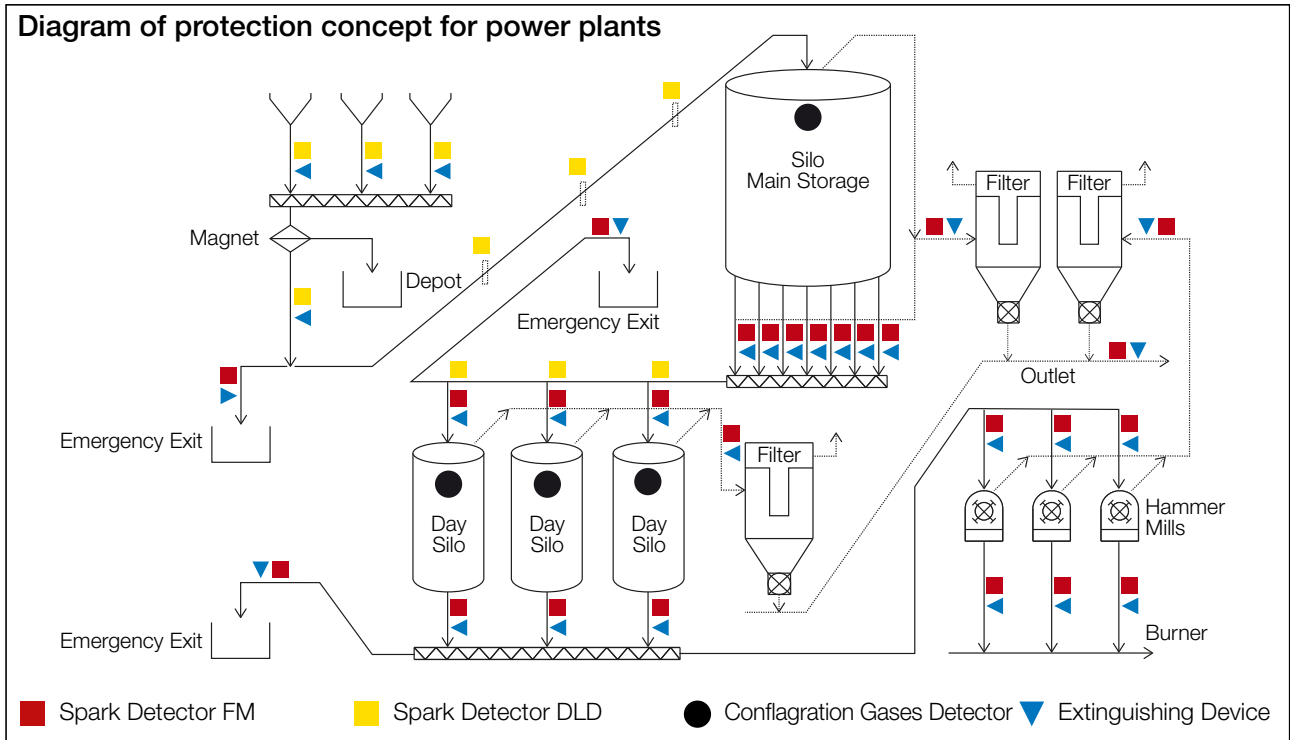 Diagram of protection concept for power plants
Silo
Main Storage
Filter
Filter
Magnet
Depot
Emergency Exit
Outlet
Emergency Exit
Filter
Day
Silo
Day
Silo
Day
Silo
Hammer
Mills
Emergency Exit
Burner
Spark Detector FM
Spark Detector DLD
Conflagration Gases Detector
Extinguishing Device